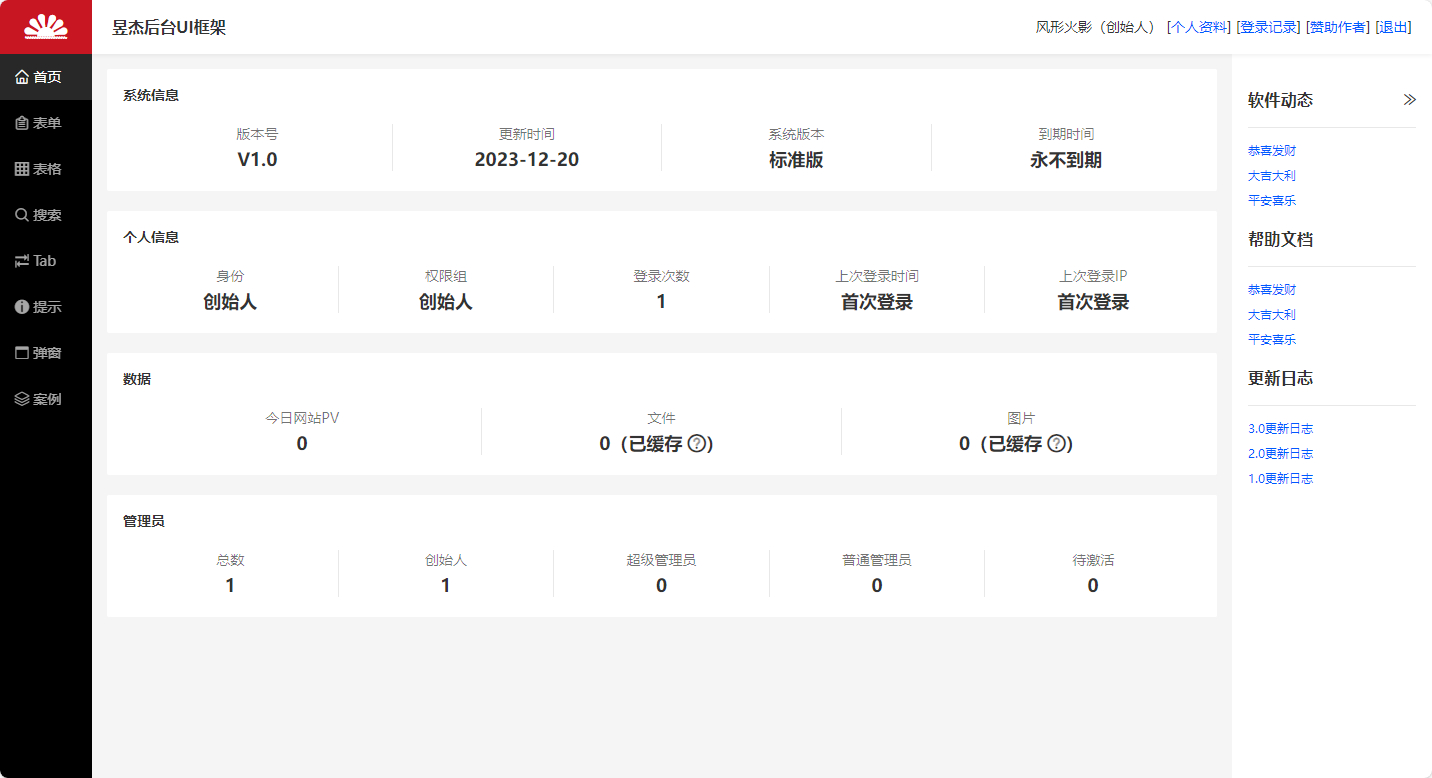 昱杰后台UI框架
风形火影（创始人） [个人资料] [登录记录] [赞助作者] [退出]
首页
表单
表格
搜索
Tab
提示
弹窗
案例
系统信息
版本号 更新时间 系统版本 到期时间
V1.0 2023-12-20 标准版 永不到期
个人信息
身份 权限组 登录次数 上次登录时间 上次登录IP
创始人 创始人 1 首次登录 首次登录
数据
今日网站PV 文件 图片
0 0（已缓存 ?） 0（已缓存 ?）
管理员
总数 创始人 超级管理员 普通管理员 待激活
1 1 0 0 0
软件动态
恭喜发财
大吉大利
平安喜乐
帮助文档
恭喜发财
大吉大利
平安喜乐
更新日志
3.0更新日志
2.0更新日志
1.0更新日志